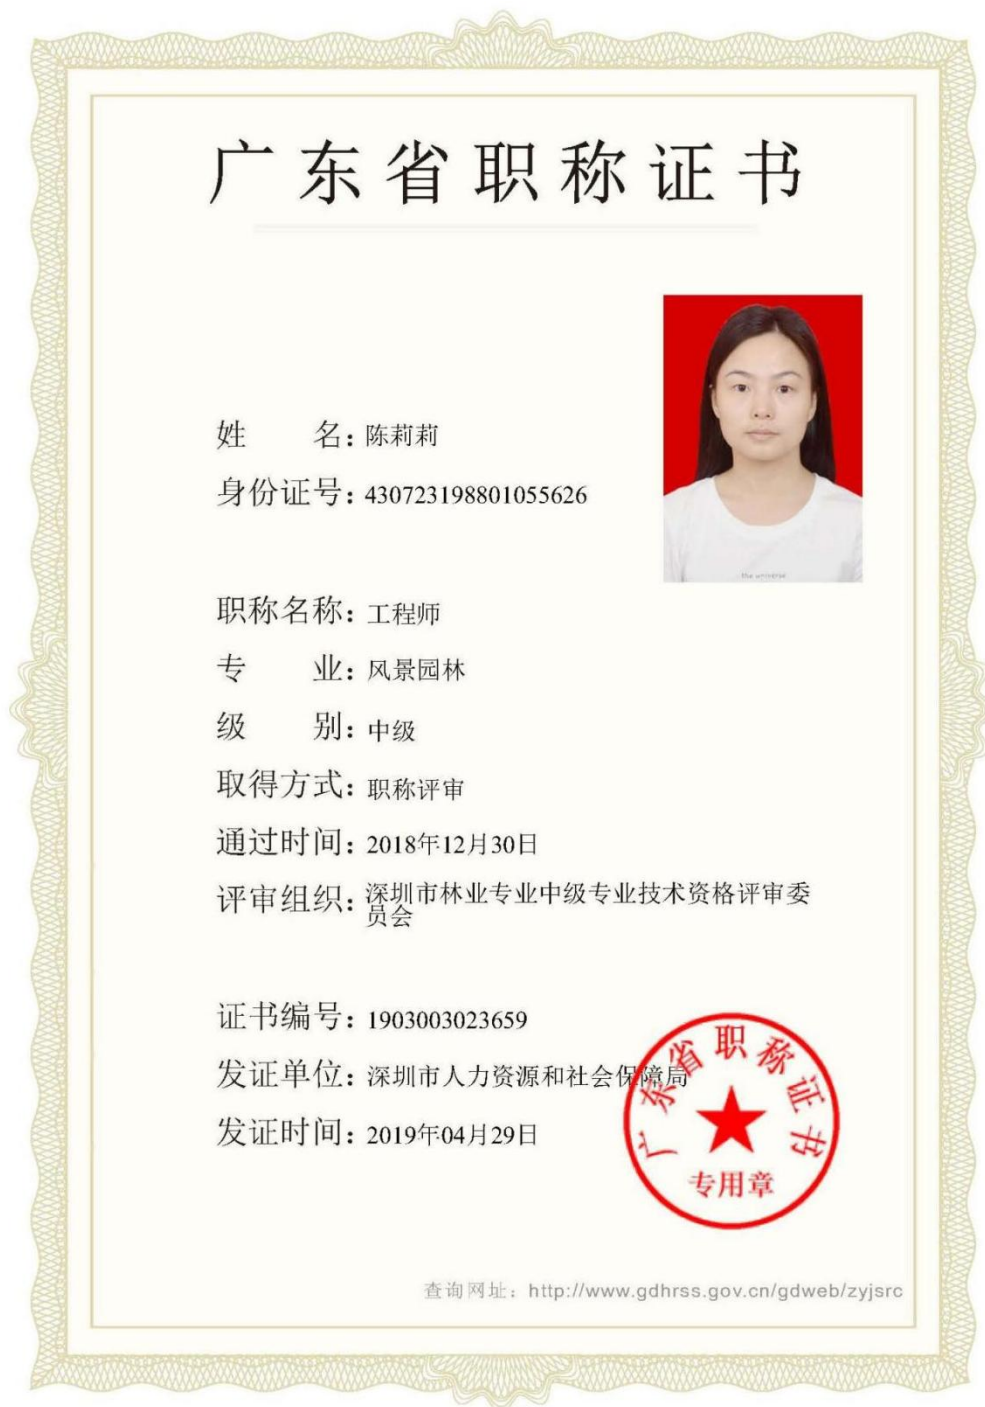 广东省职称证书
姓 名：陈莉莉
身份证号：430723198801055626
the universe
职称名称：工程师
专 业：风景园林
级 别：中级
取得方式：职称评审
通过时间：2018年12月30日
评审组织：深圳市林业专业中级专业技术资格评审委
员会
证书编号：1903003023659
发证单位：深圳市人力资源和社会保障局
发证时间：2019年04月29日
广东省职称证书
专用章
查询网址：http://www.gdhrss.gov.cn/gdweb/zyjsrc